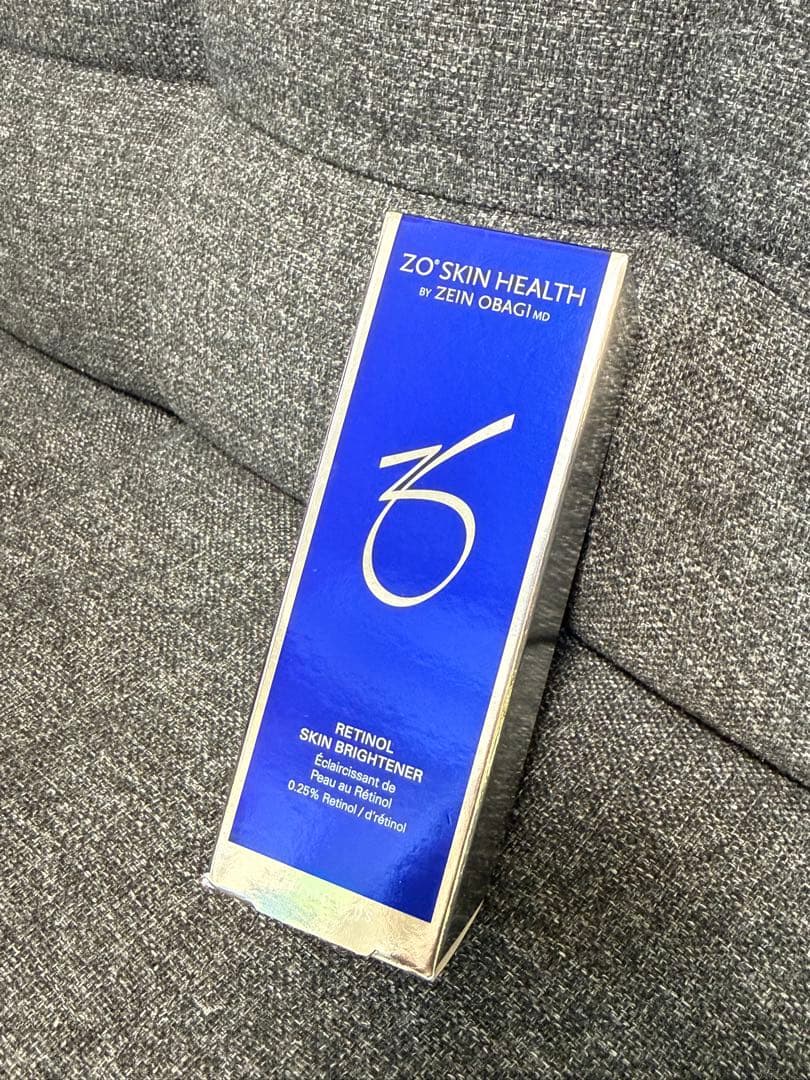 ZO® SKIN HEALTH
BY ZEIN OBAGI MD
RETINOL
SKIN BRIGHTENER
Éclaircissant de
Peau au Rétinol
0.25% Retinol / d'rétinol